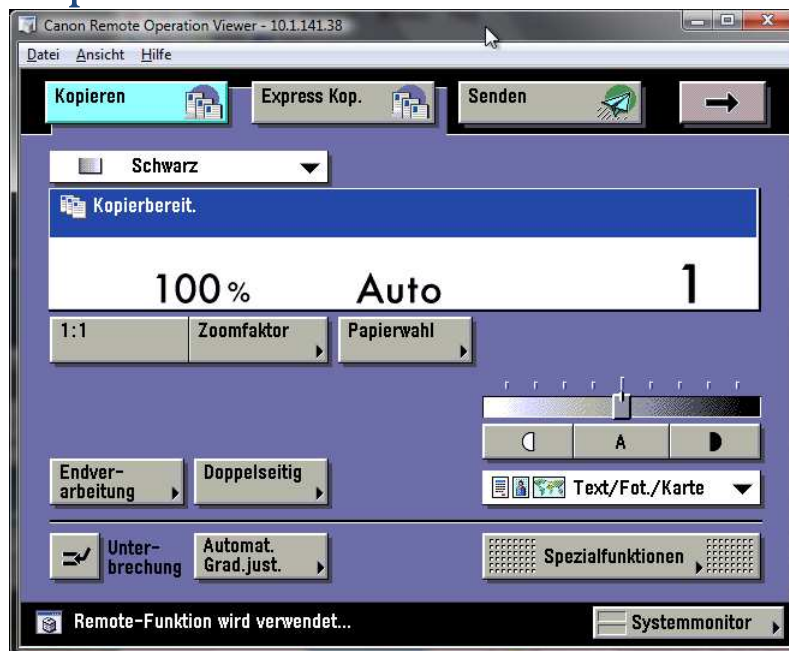 Canon Remote Operation Viewer - 10.1.141.38
Datei Ansicht Hilfe
Kopieren
Express Kop.
Senden
Schwarz
Kopierbereit.
100 % Auto 1
1:1
Zoomfaktor
Papierwahl
A
Endver-
arbeitung
Doppelseitig
Text/Fot./Karte
Unter-
brechung
Automat.
Grad.just.
Spezialfunktionen
Remote-Funktion wird verwendet...
Systemmonitor